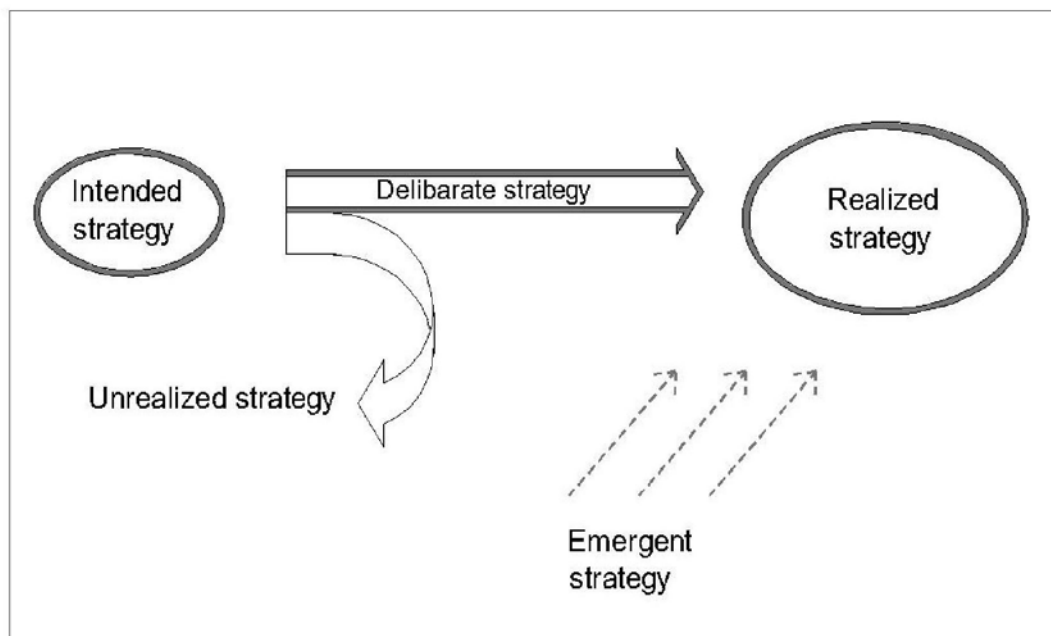 Intended
strategy
Delibarate strategy
Realized
strategy
Unrealized strategy
Emergent
strategy